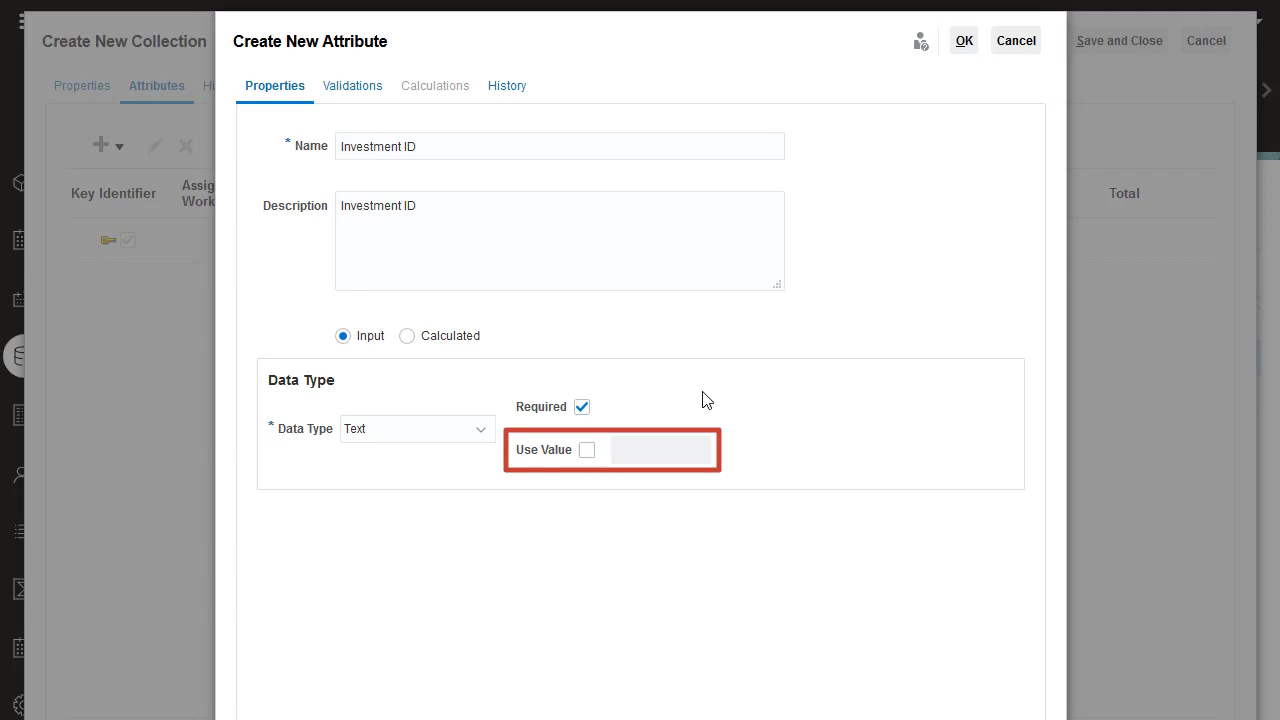 Create New Collection
Create New Attribute
OK
Cancel
Save and Close
Cancel
Properties
Attributes
Hi
Properties
Validations
Calculations
History
* Name
Investment ID
Key Identifier
Assig
Work
Total
Description
Investment ID
Input
Calculated
Data Type
* Data Type
Text
Required
Use Value